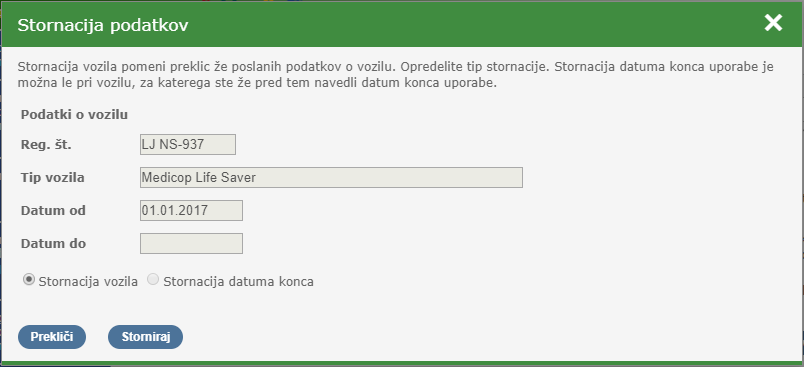 Stornacija podatkov
Stornacija vozila pomeni preklic že poslanih podatkov o vozilu. Opredelite tip stornacije. Stornacija datuma konca uporabe je
možna le pri vozilu, za katerega ste že pred tem navedli datum konca uporabe.
Podatki o vozilu
Reg. št. LJ NS-937
Tip vozila Medicop Life Saver
Datum od 01.01.2017
Datum do
Stornacija vozila Stornacija datuma konca
Prekliči Storniraj